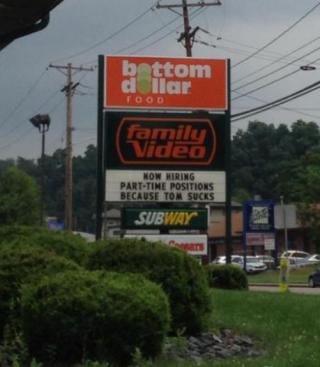 bottom
dollar
FOOD
family
Video
NOW HIRING
PART-TIME POSITIONS
BECAUSE TOM SUCKS
SUBWAY